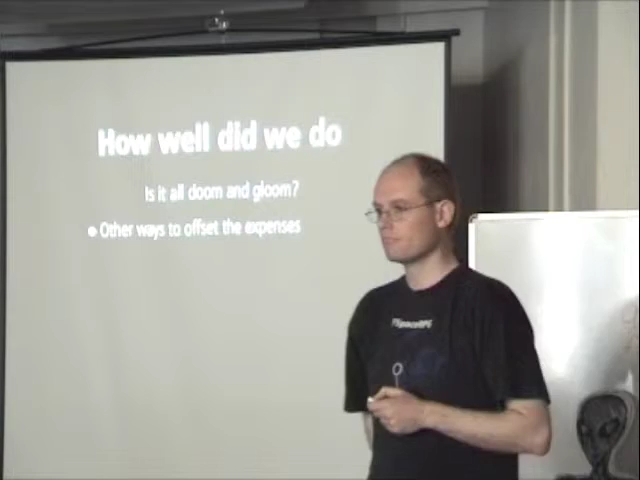 How well did we do
Is it all doom and gloom?
Other ways to offset the expenses